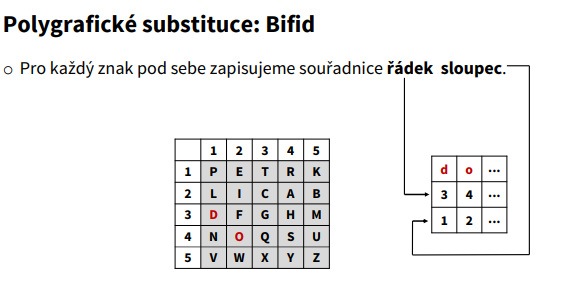 Polygrafické substituce: Bifid
○ Pro každý znak pod sebe zapisujeme souřadnice řádek sloupec.
1 2 3 4 5
1 P E T R K
2 L I C A B
3 D F G H M
4 N O Q S U
5 V W X Y Z
d o ...
3 4 ...
1 2 ...